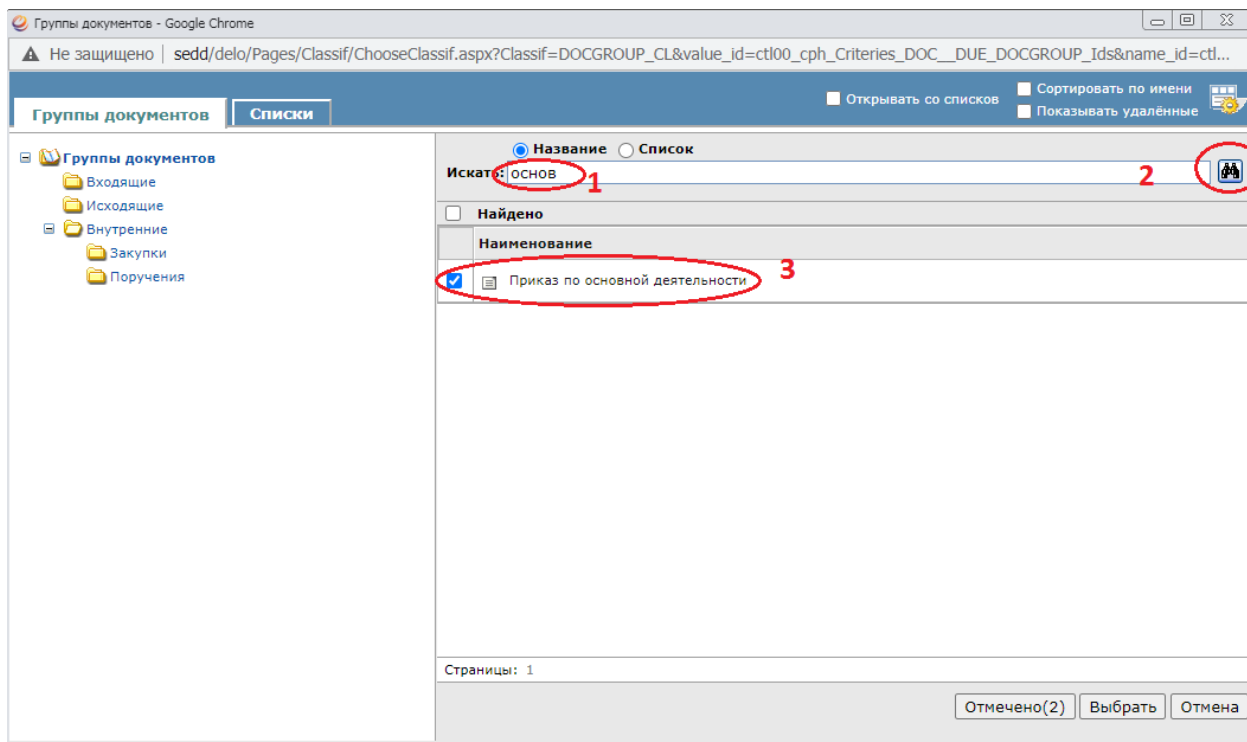 Группы документов - Google Chrome
Не защищено | sedd/delo/Pages/Classif/ChooseClassif.aspx?Classif=DOCGROUP_CL&value_id=ctl00_cph_Criteries_DOC__DUE_DOCGROUP_Ids&name_id=ctl...
Группы документов Списки Открывать со списков Сортировать по имени
Показывать удалённые
Группы документов
Входящие
Исходящие
Внутренние
Закупки
Поручения
Название Список
Искать: основ 1 2
Найдено
Наименование
Приказ по основной деятельности 3
Страницы: 1
Отмечено(2) Выбрать Отмена